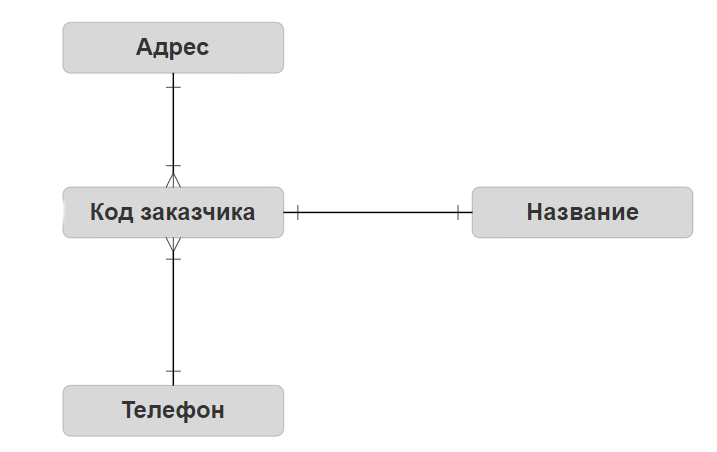 Адрес
Код заказчика
Название
Телефон